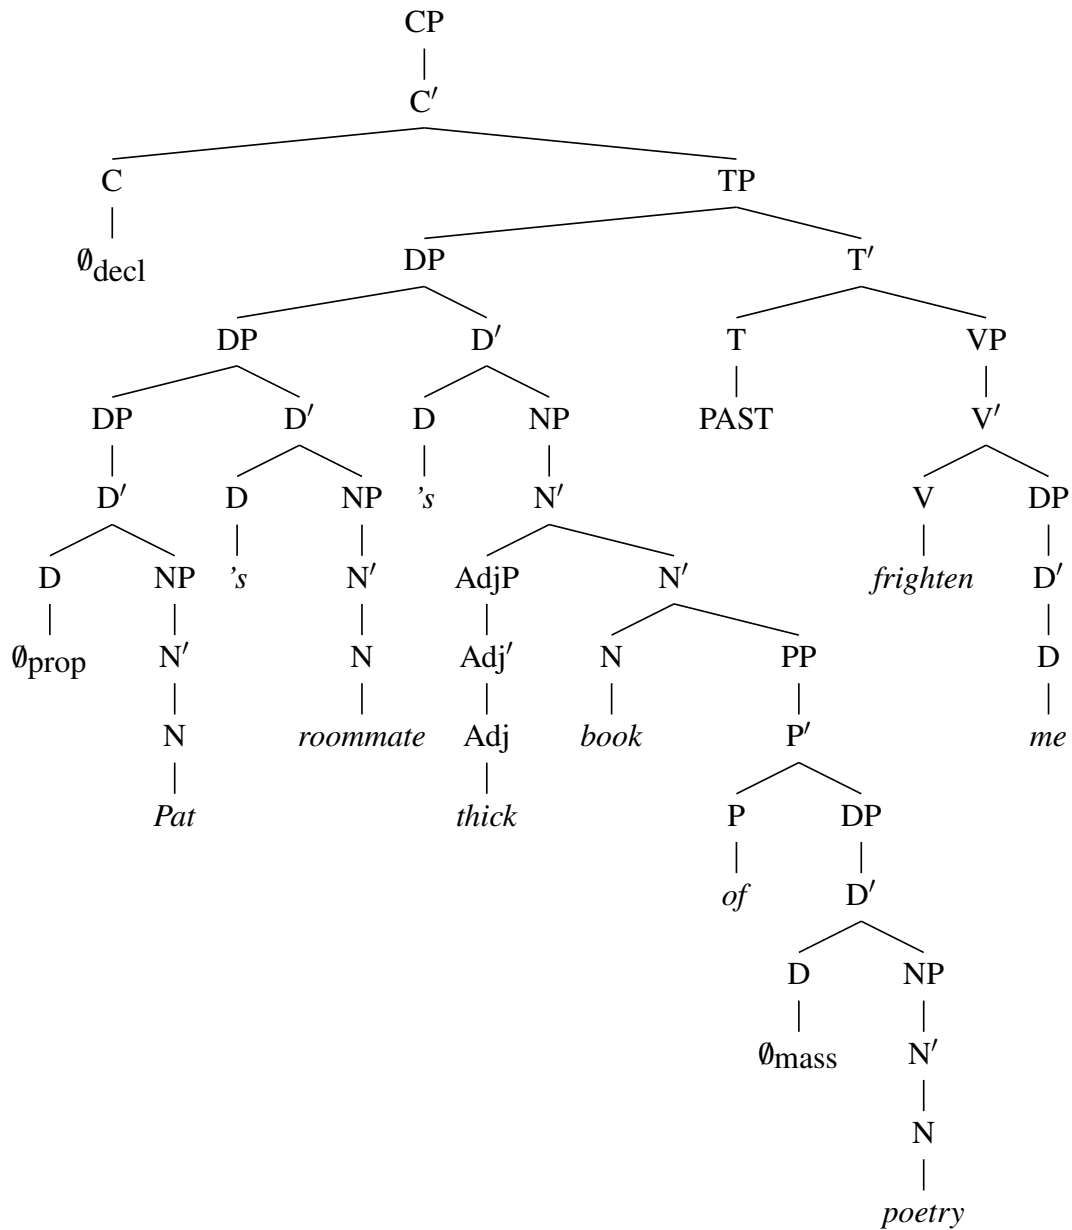 CP
C′
C TP
∅decl DP T′
DP D′ T VP
DP D′ D NP PAST V′
D′ D NP ’s N′ V DP
D NP ’s N′ AdjP N′ frighten D′
∅prop N′ N Adj′ N PP D
N roommate Adj book P′ me
Pat thick P DP
of D′
D NP
∅mass N′
N
poetry